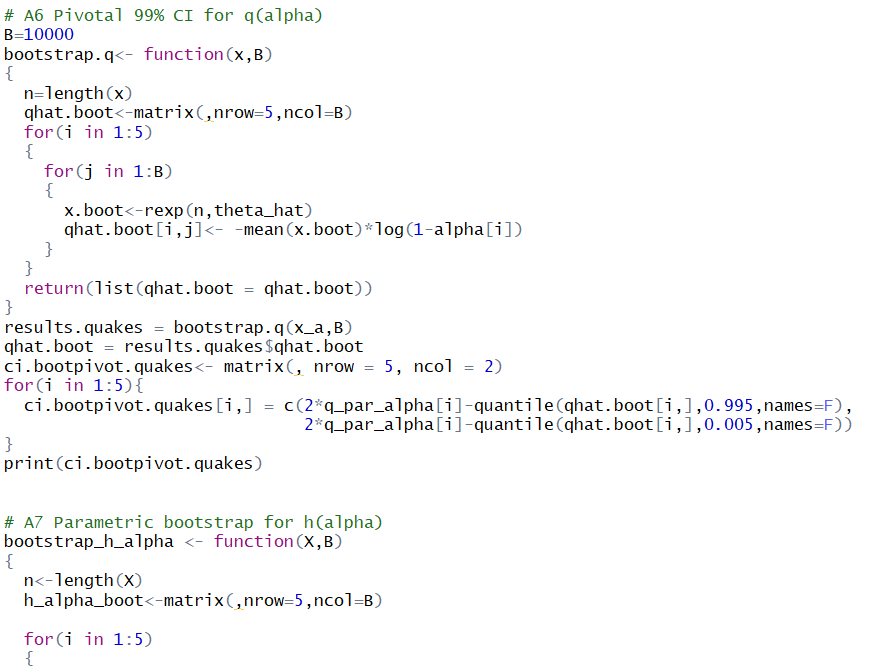 # A6 Pivotal 99% CI for q(alpha)
B=10000
bootstrap.q<- function(x,B)
{
  n=length(x)
  qhat.boot<-matrix(,nrow=5,ncol=B)
  for(i in 1:5)
  {
    for(j in 1:B)
    {
      x.boot<-rexp(n,theta_hat)
      qhat.boot[i,j]<- -mean(x.boot)*log(1-alpha[i])
    }
  }
  return(list(qhat.boot = qhat.boot))
}
results.quakes = bootstrap.q(x_a,B)
qhat.boot = results.quakes$qhat.boot
ci.bootpivot.quakes<- matrix(, nrow = 5, ncol = 2)
for(i in 1:5){
  ci.bootpivot.quakes[i,] = c(2*q_par_alpha[i]-quantile(qhat.boot[i,],0.995,names=F),
                              2*q_par_alpha[i]-quantile(qhat.boot[i,],0.005,names=F))
}
print(ci.bootpivot.quakes)
# A7 Parametric bootstrap for h(alpha)
bootstrap_h_alpha <- function(X,B)
{
  n<-length(X)
  h_alpha_boot<-matrix(,nrow=5,ncol=B)
  for(i in 1:5)
  {